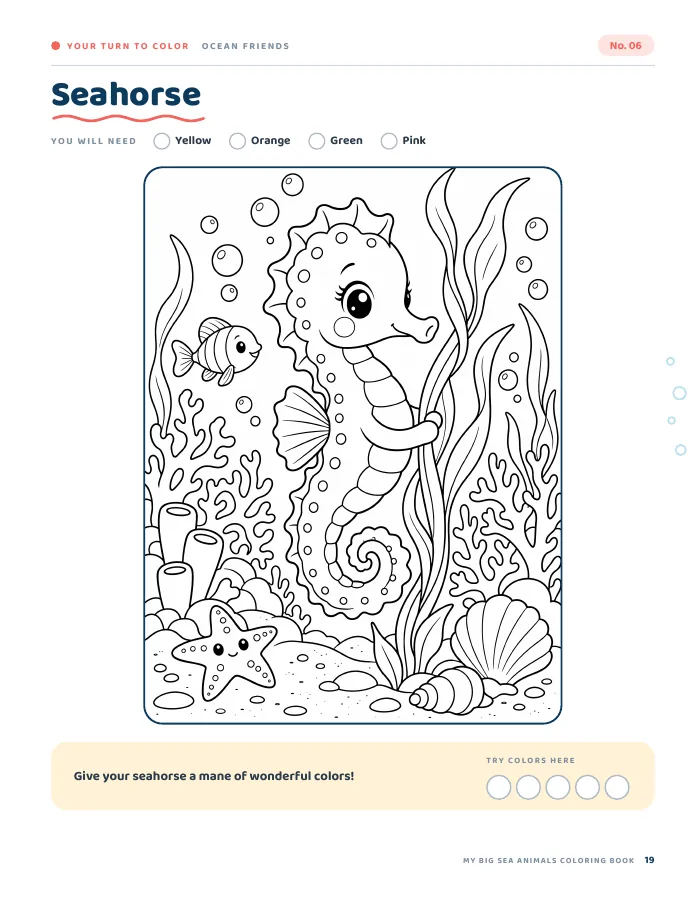 YOUR TURN TO COLOR OCEAN FRIENDS No. 06
Seahorse
YOU WILL NEED Yellow Orange Green Pink
TRY COLORS HERE
Give your seahorse a mane of wonderful colors!
MY BIG SEA ANIMALS COLORING BOOK 19